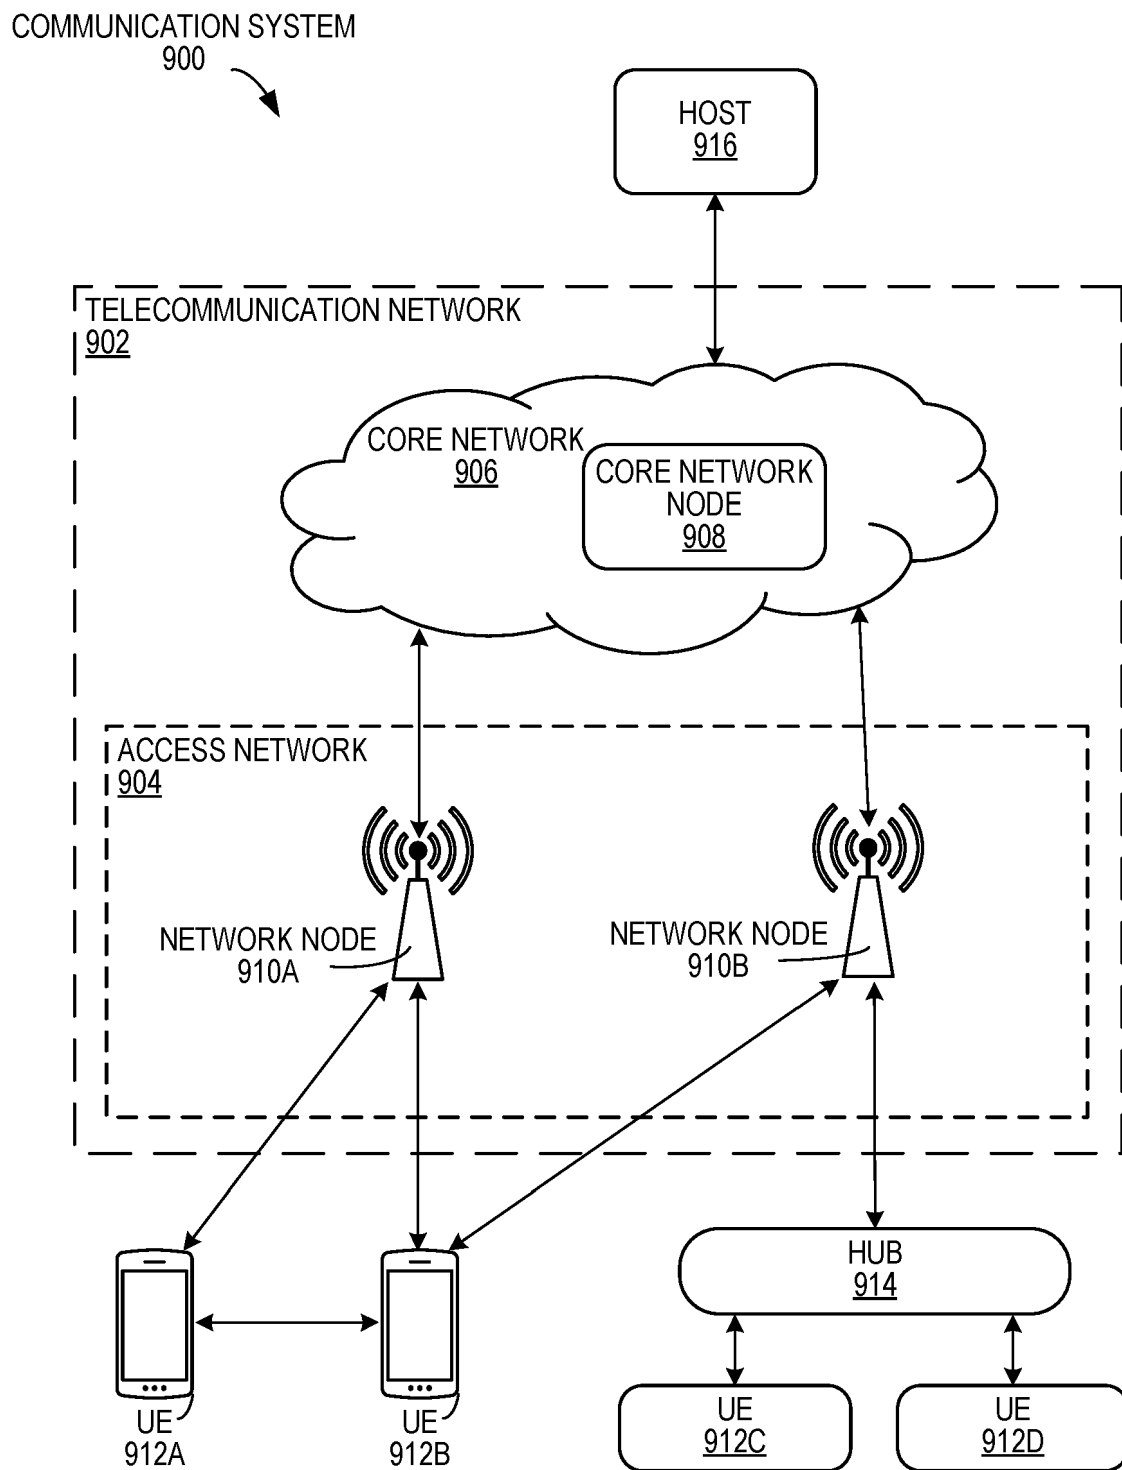 COMMUNICATION SYSTEM
900
HOST
916
TELECOMMUNICATION NETWORK
902
CORE NETWORK
906
CORE NETWORK
NODE
908
ACCESS NETWORK
904
NETWORK NODE
910A
NETWORK NODE
910B
HUB
914
UE
912A
UE
912B
UE
912C
UE
912D